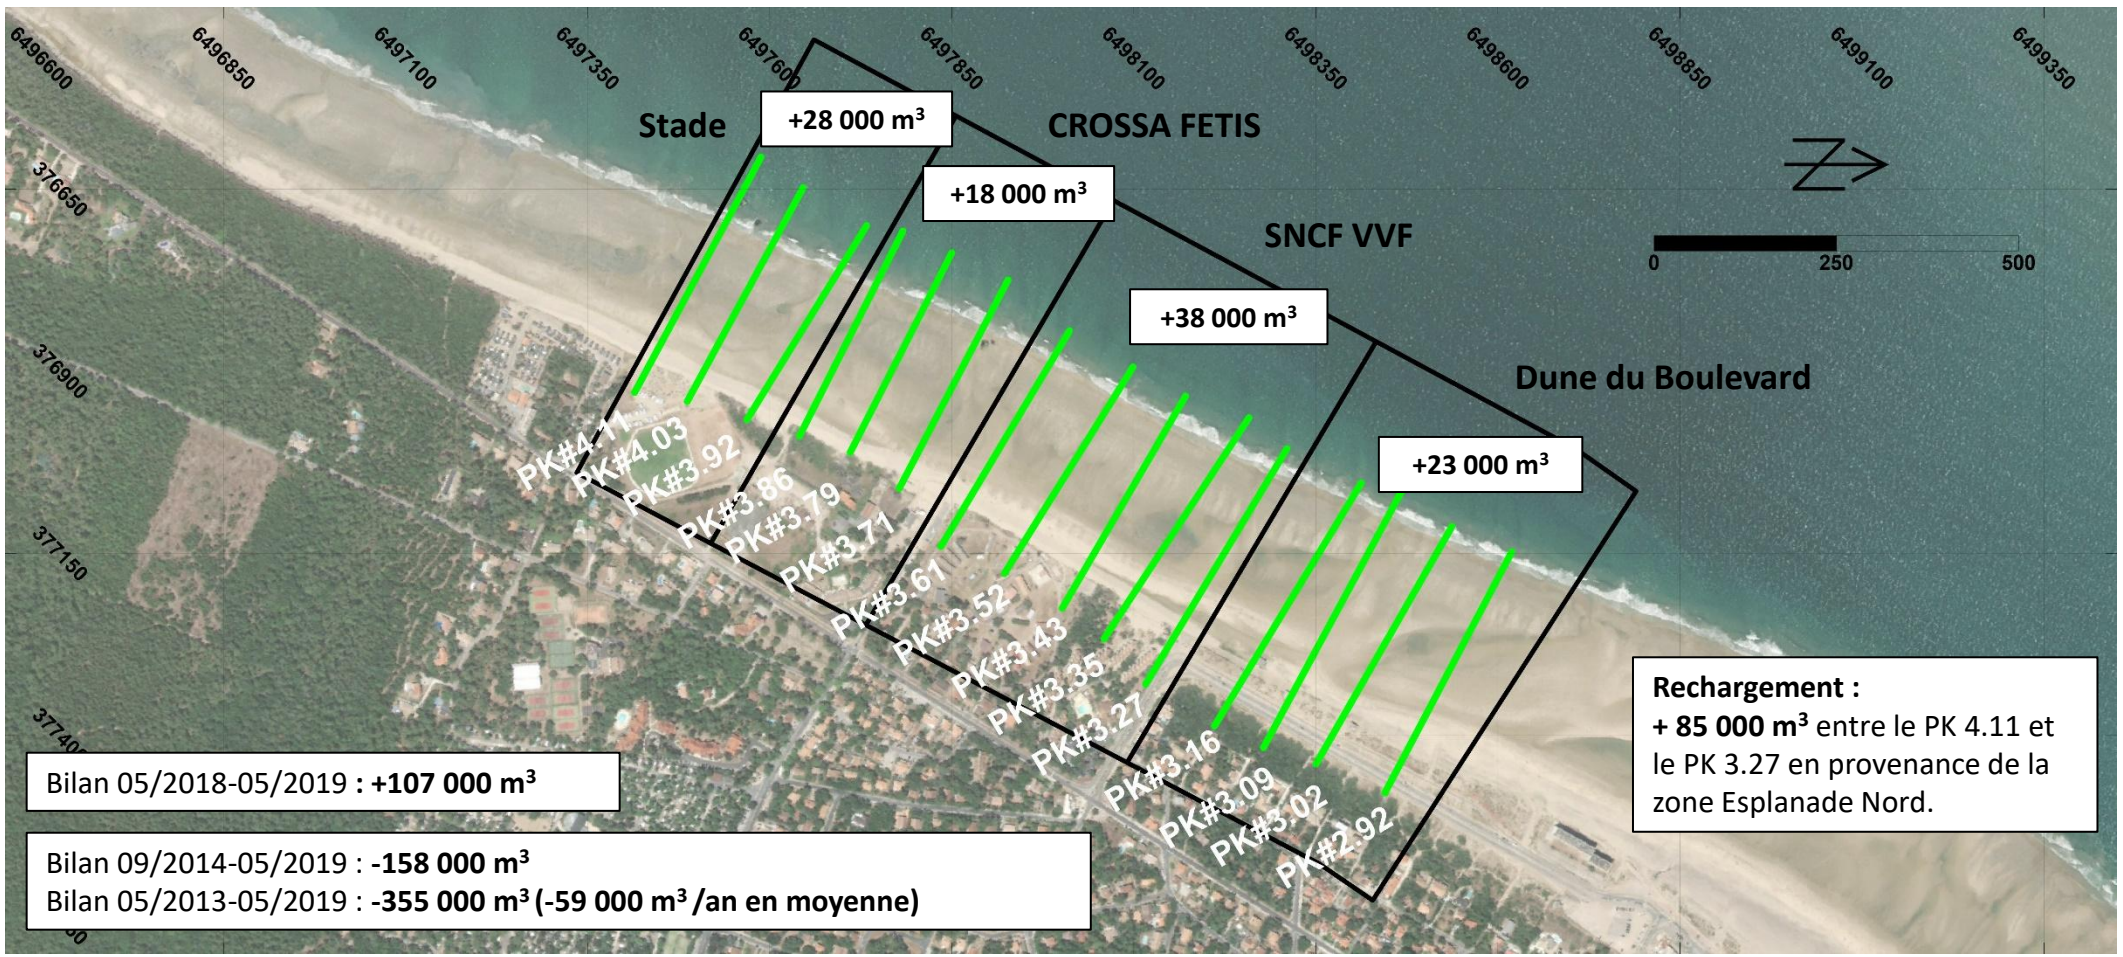 6496600
6496850
6497100
6497350
6497600
6497850
6498100
6498350
6498600
6498850
6499100
6499350
376650
376900
377150
Stade
+28 000 m³
CROSSA FETIS
+18 000 m³
SNCF VVF
+38 000 m³
Dune du Boulevard
+23 000 m³
N
0 250 500
PK#4.11
PK#4.03
PK#3.92
PK#3.86
PK#3.79
PK#3.71
PK#3.61
PK#3.52
PK#3.43
PK#3.35
PK#3.27
PK#3.16
PK#3.09
PK#3.02
PK#2.92
Rechargement :
+ 85 000 m³ entre le PK 4.11 et
le PK 3.27 en provenance de la
zone Esplanade Nord.
Bilan 05/2018-05/2019 : +107 000 m³
Bilan 09/2014-05/2019 : -158 000 m³
Bilan 05/2013-05/2019 : -355 000 m³ (-59 000 m³ /an en moyenne)